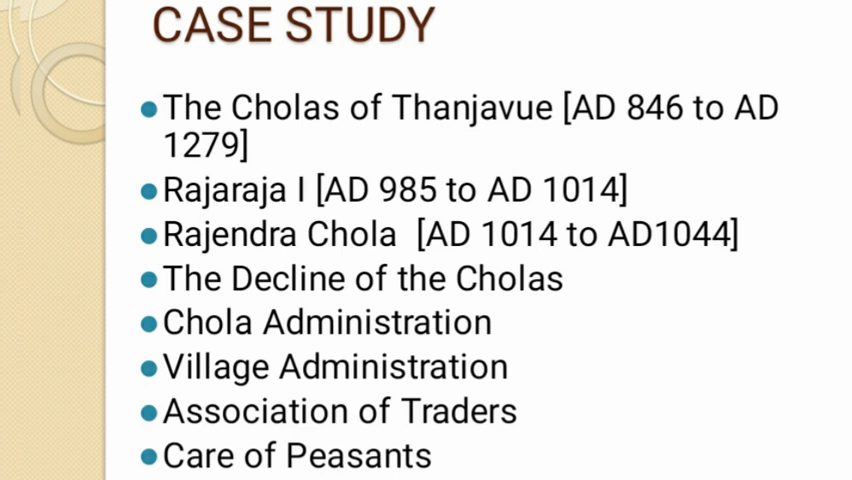 CASE STUDY
●The Cholas of Thanjavue [AD 846 to AD
1279]
●Rajaraja I [AD 985 to AD 1014]
●Rajendra Chola [AD 1014 to AD1044]
●The Decline of the Cholas
●Chola Administration
●Village Administration
●Association of Traders
●Care of Peasants